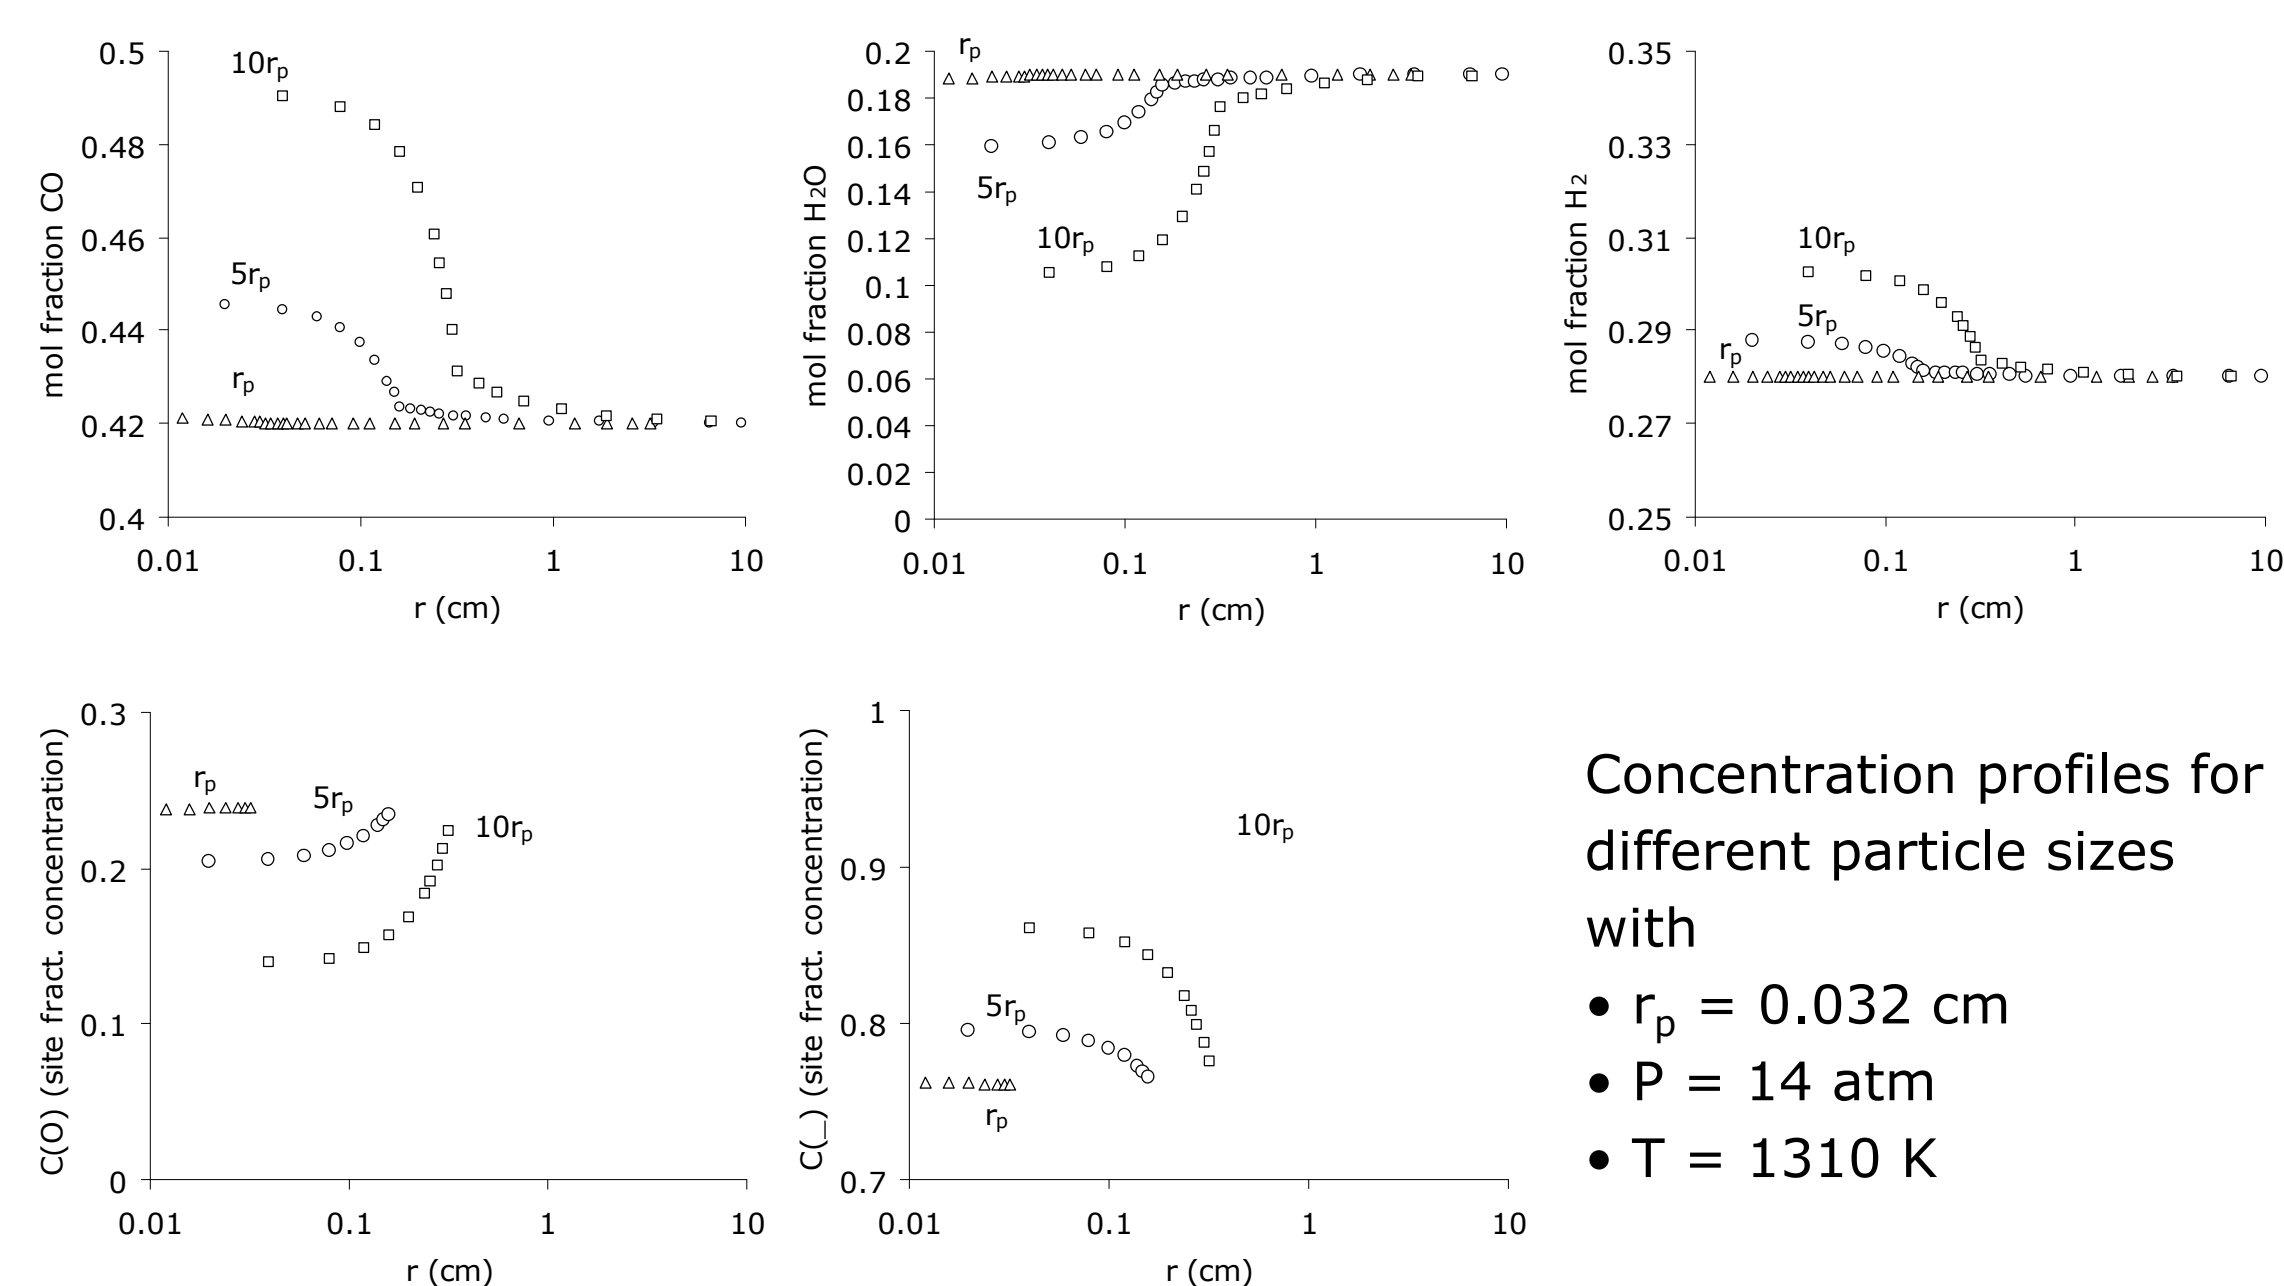 0.5
0.48
0.46
0.44
0.42
0.4
mol fraction CO
10rp
5rp
rp
0.01 0.1 1 10
r (cm)
0.2
0.18
0.16
0.14
0.12
0.1
0.08
0.06
0.04
0.02
0
mol fraction H2O
rp
5rp
10rp
0.01 0.1 1 10
r (cm)
0.35
0.33
0.31
0.29
0.27
0.25
mol fraction H2
10rp
5rp
rp
0.01 0.1 1 10
r (cm)
0.3
0.2
0.1
0
C(O) (site fract. concentration)
rp
5rp
10rp
0.01 0.1 1 10
r (cm)
1
0.9
0.8
0.7
C(_) (site fract. concentration)
10rp
5rp
rp
0.01 0.1 1 10
r (cm)
Concentration profiles for
different particle sizes
with
• rp = 0.032 cm
• P = 14 atm
• T = 1310 K